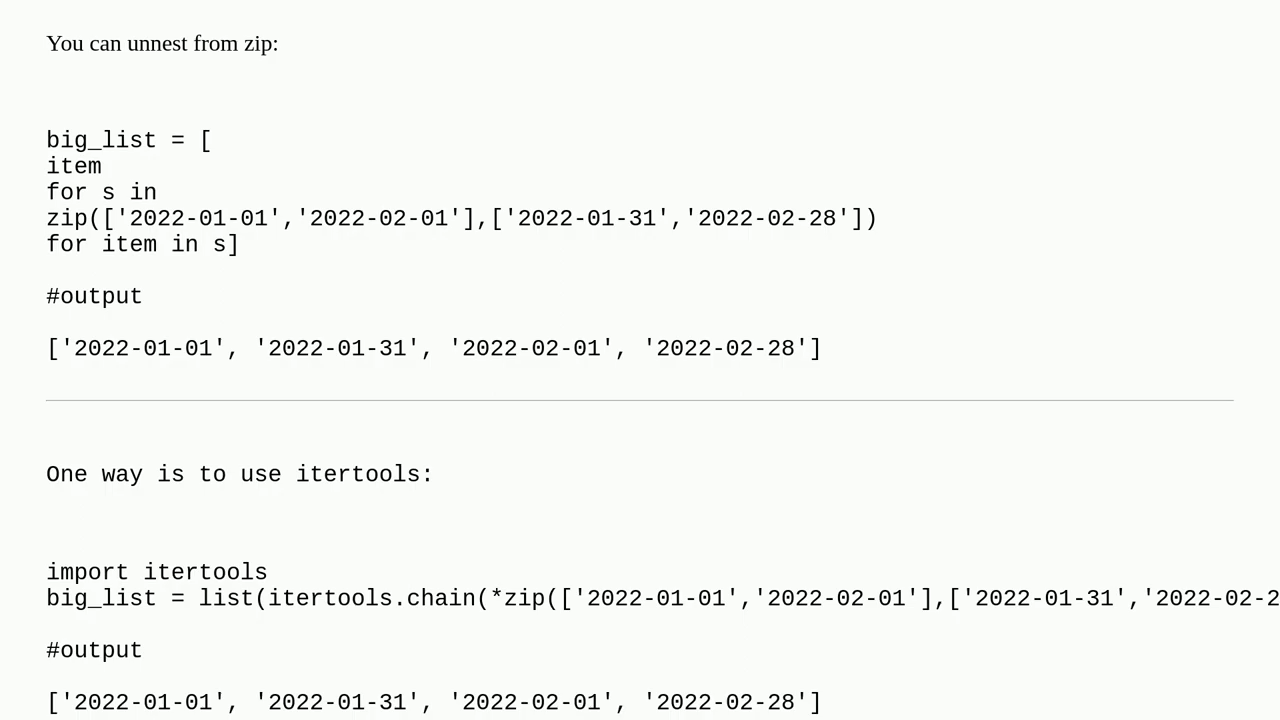 You can unnest from zip:
big_list = [
item
for s in
zip(['2022-01-01','2022-02-01'],['2022-01-31','2022-02-28'])
for item in s]
#output
['2022-01-01', '2022-01-31', '2022-02-01', '2022-02-28']
One way is to use itertools:
import itertools
big_list = list(itertools.chain(*zip(['2022-01-01','2022-02-01'],['2022-01-31','2022-02-2
#output
['2022-01-01', '2022-01-31', '2022-02-01', '2022-02-28']